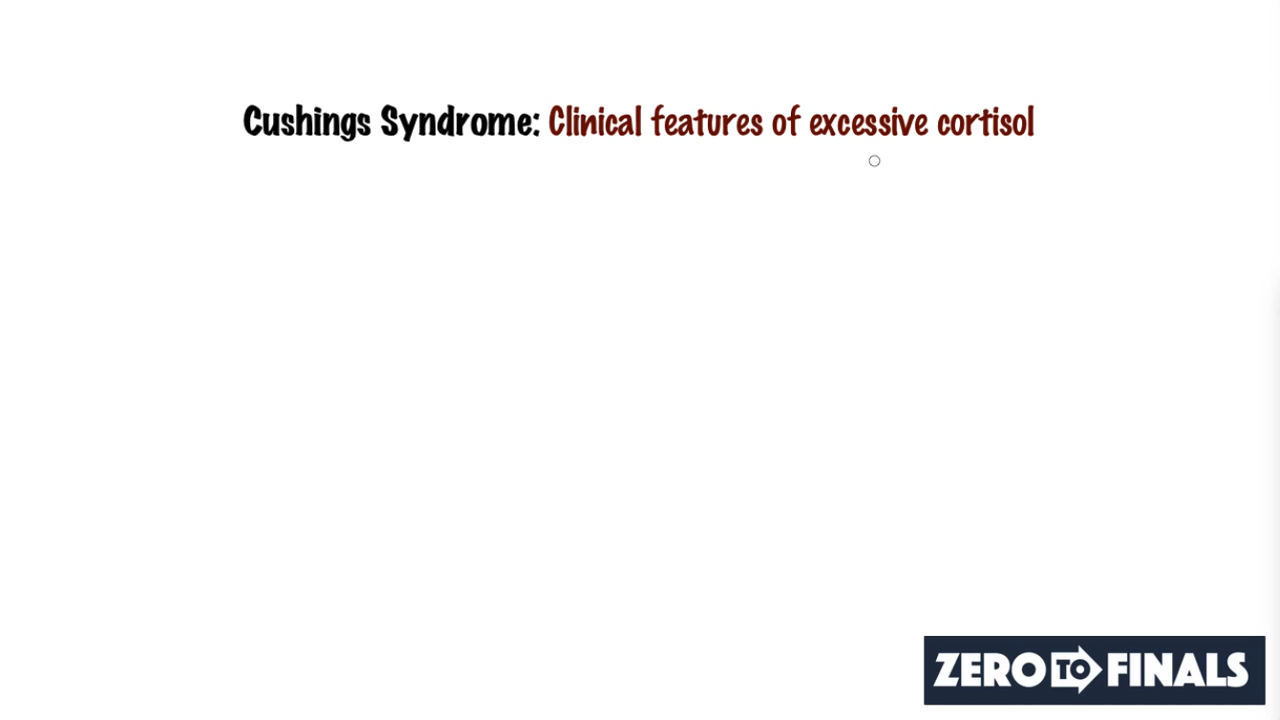 Cushings Syndrome: Clinical features of excessive cortisol
ZERO TO FINALS